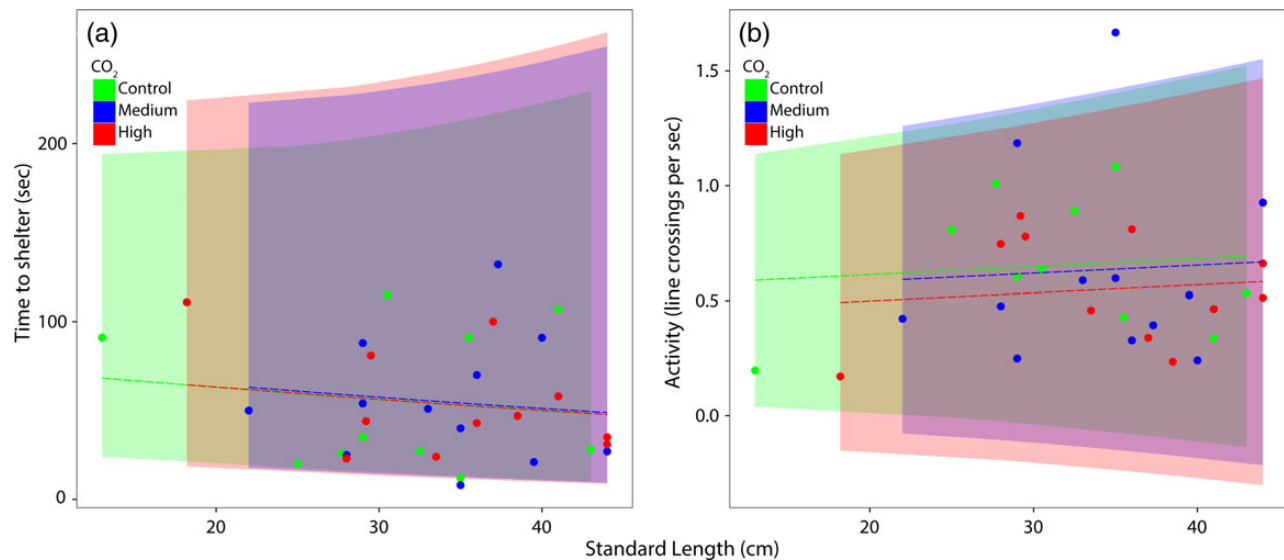 (a)
CO₂
Control
Medium
High
Time to shelter (sec)
200
100
0
20
30
40
(b)
CO₂
Control
Medium
High
Activity (line crossings per sec)
1.5
1.0
0.5
0.0
20
30
40
Standard Length (cm)